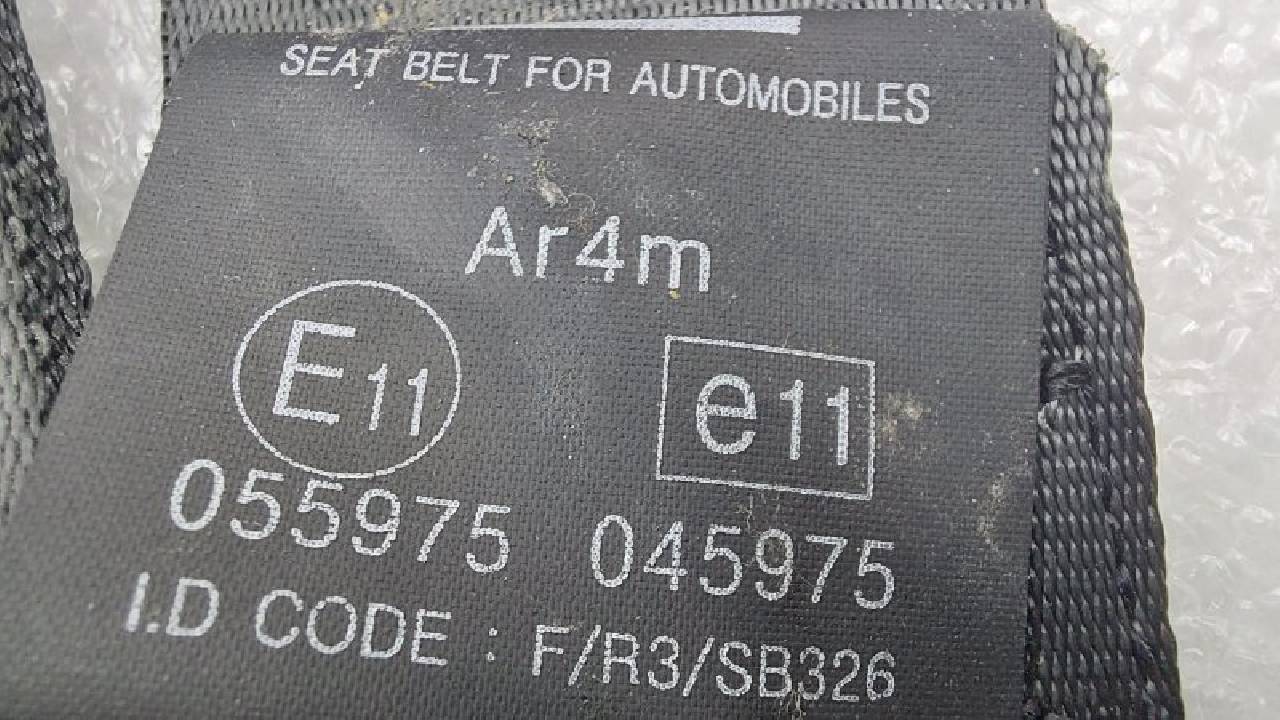 SEAT BELT FOR AUTOMOBILES
Ar4m
E11 e11
055975 045975
I.D CODE : F/R3/SB326